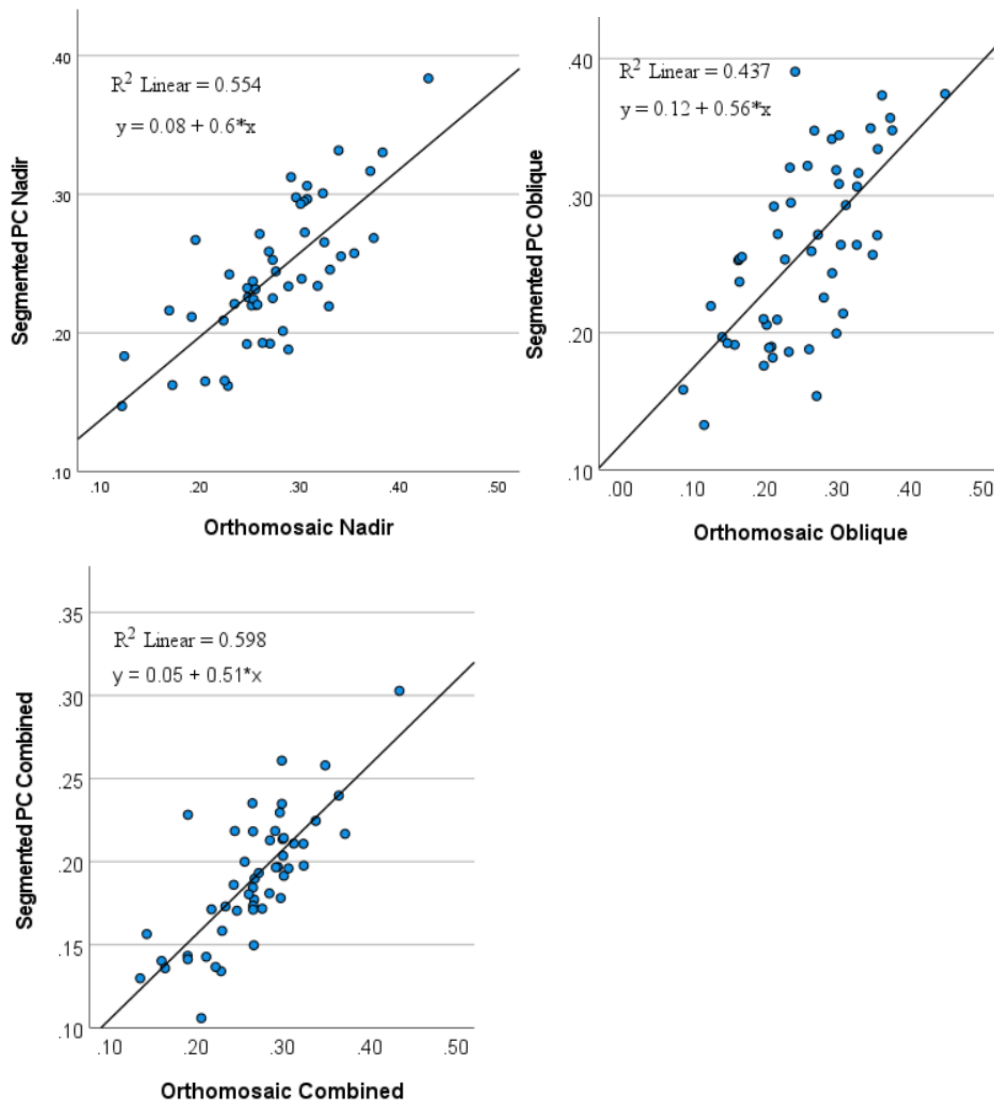 .40
.30
.20
.10
R² Linear = 0.554
y = 0.08 + 0.6*x
Segmented PC Nadir
.10 .20 .30 .40 .50
Orthomosaic Nadir
.40
.30
.20
.10
R² Linear = 0.437
y = 0.12 + 0.56*x
Segmented PC Oblique
.00 .10 .20 .30 .40 .50
Orthomosaic Oblique
.35
.30
.25
.20
.15
.10
R² Linear = 0.598
y = 0.05 + 0.51*x
Segmented PC Combined
.10 .20 .30 .40 .50
Orthomosaic Combined